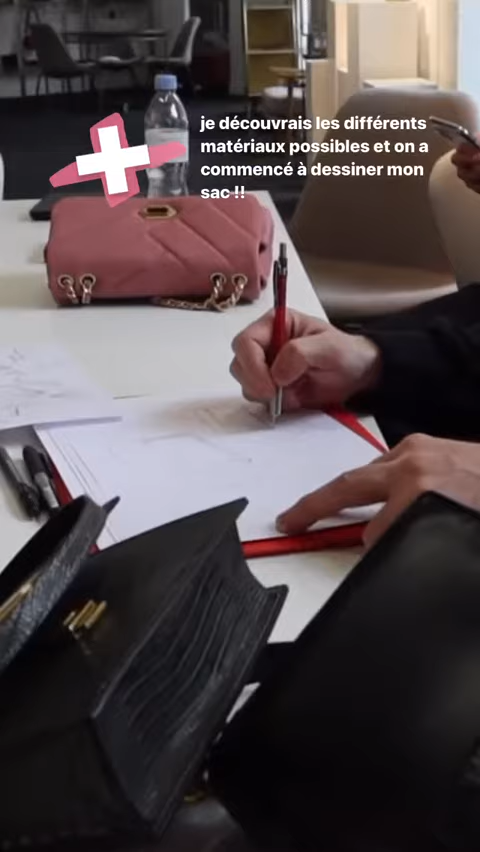 je découvrais les différents
matériaux possibles et on a
commencé à dessiner mon
sac !!